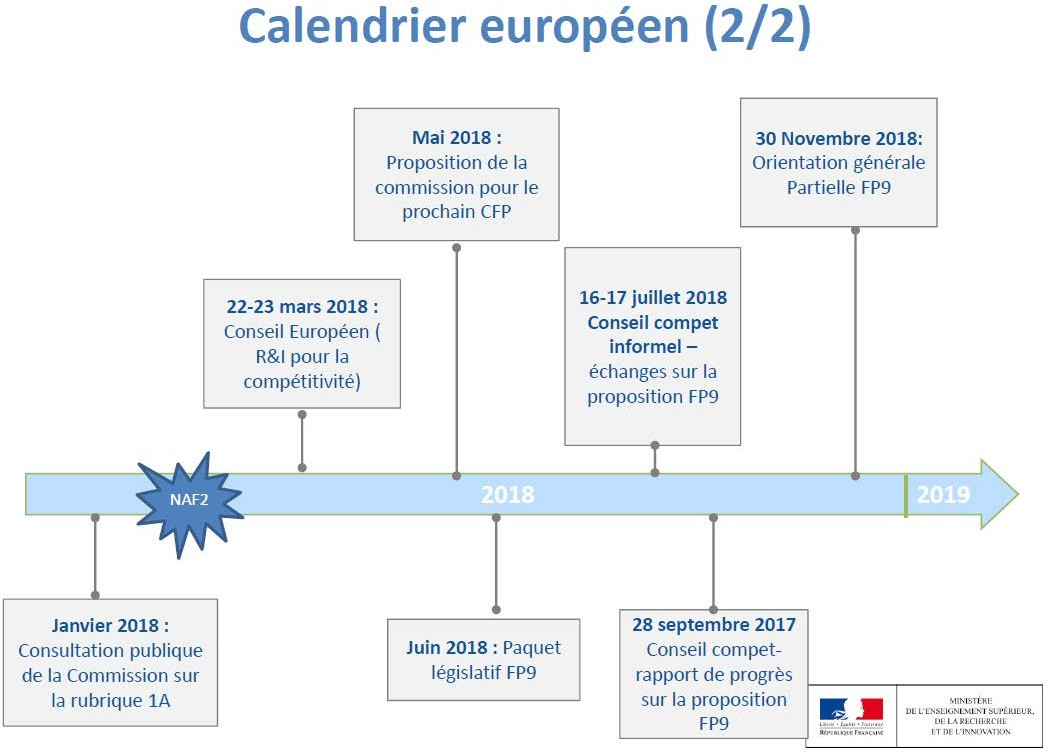 Calendrier européen (2/2)
Mai 2018 :
Proposition de la
commission pour le
prochain CFP
30 Novembre 2018:
Orientation générale
Partielle FP9
22-23 mars 2018 :
Conseil Européen (
R&I pour la
compétitivité)
16-17 juillet 2018
Conseil compet
informel –
échanges sur la
proposition FP9
NAF2
2018
2019
Janvier 2018 :
Consultation publique
de la Commission sur
la rubrique 1A
Juin 2018 : Paquet
législatif FP9
28 septembre 2017
Conseil compet-
rapport de progrès
sur la proposition
FP9
Liberté • Égalité • Fraternité
RÉPUBLIQUE FRANÇAISE
MINISTÈRE
DE L'ENSEIGNEMENT SUPÉRIEUR,
DE LA RECHERCHE
ET DE L'INNOVATION